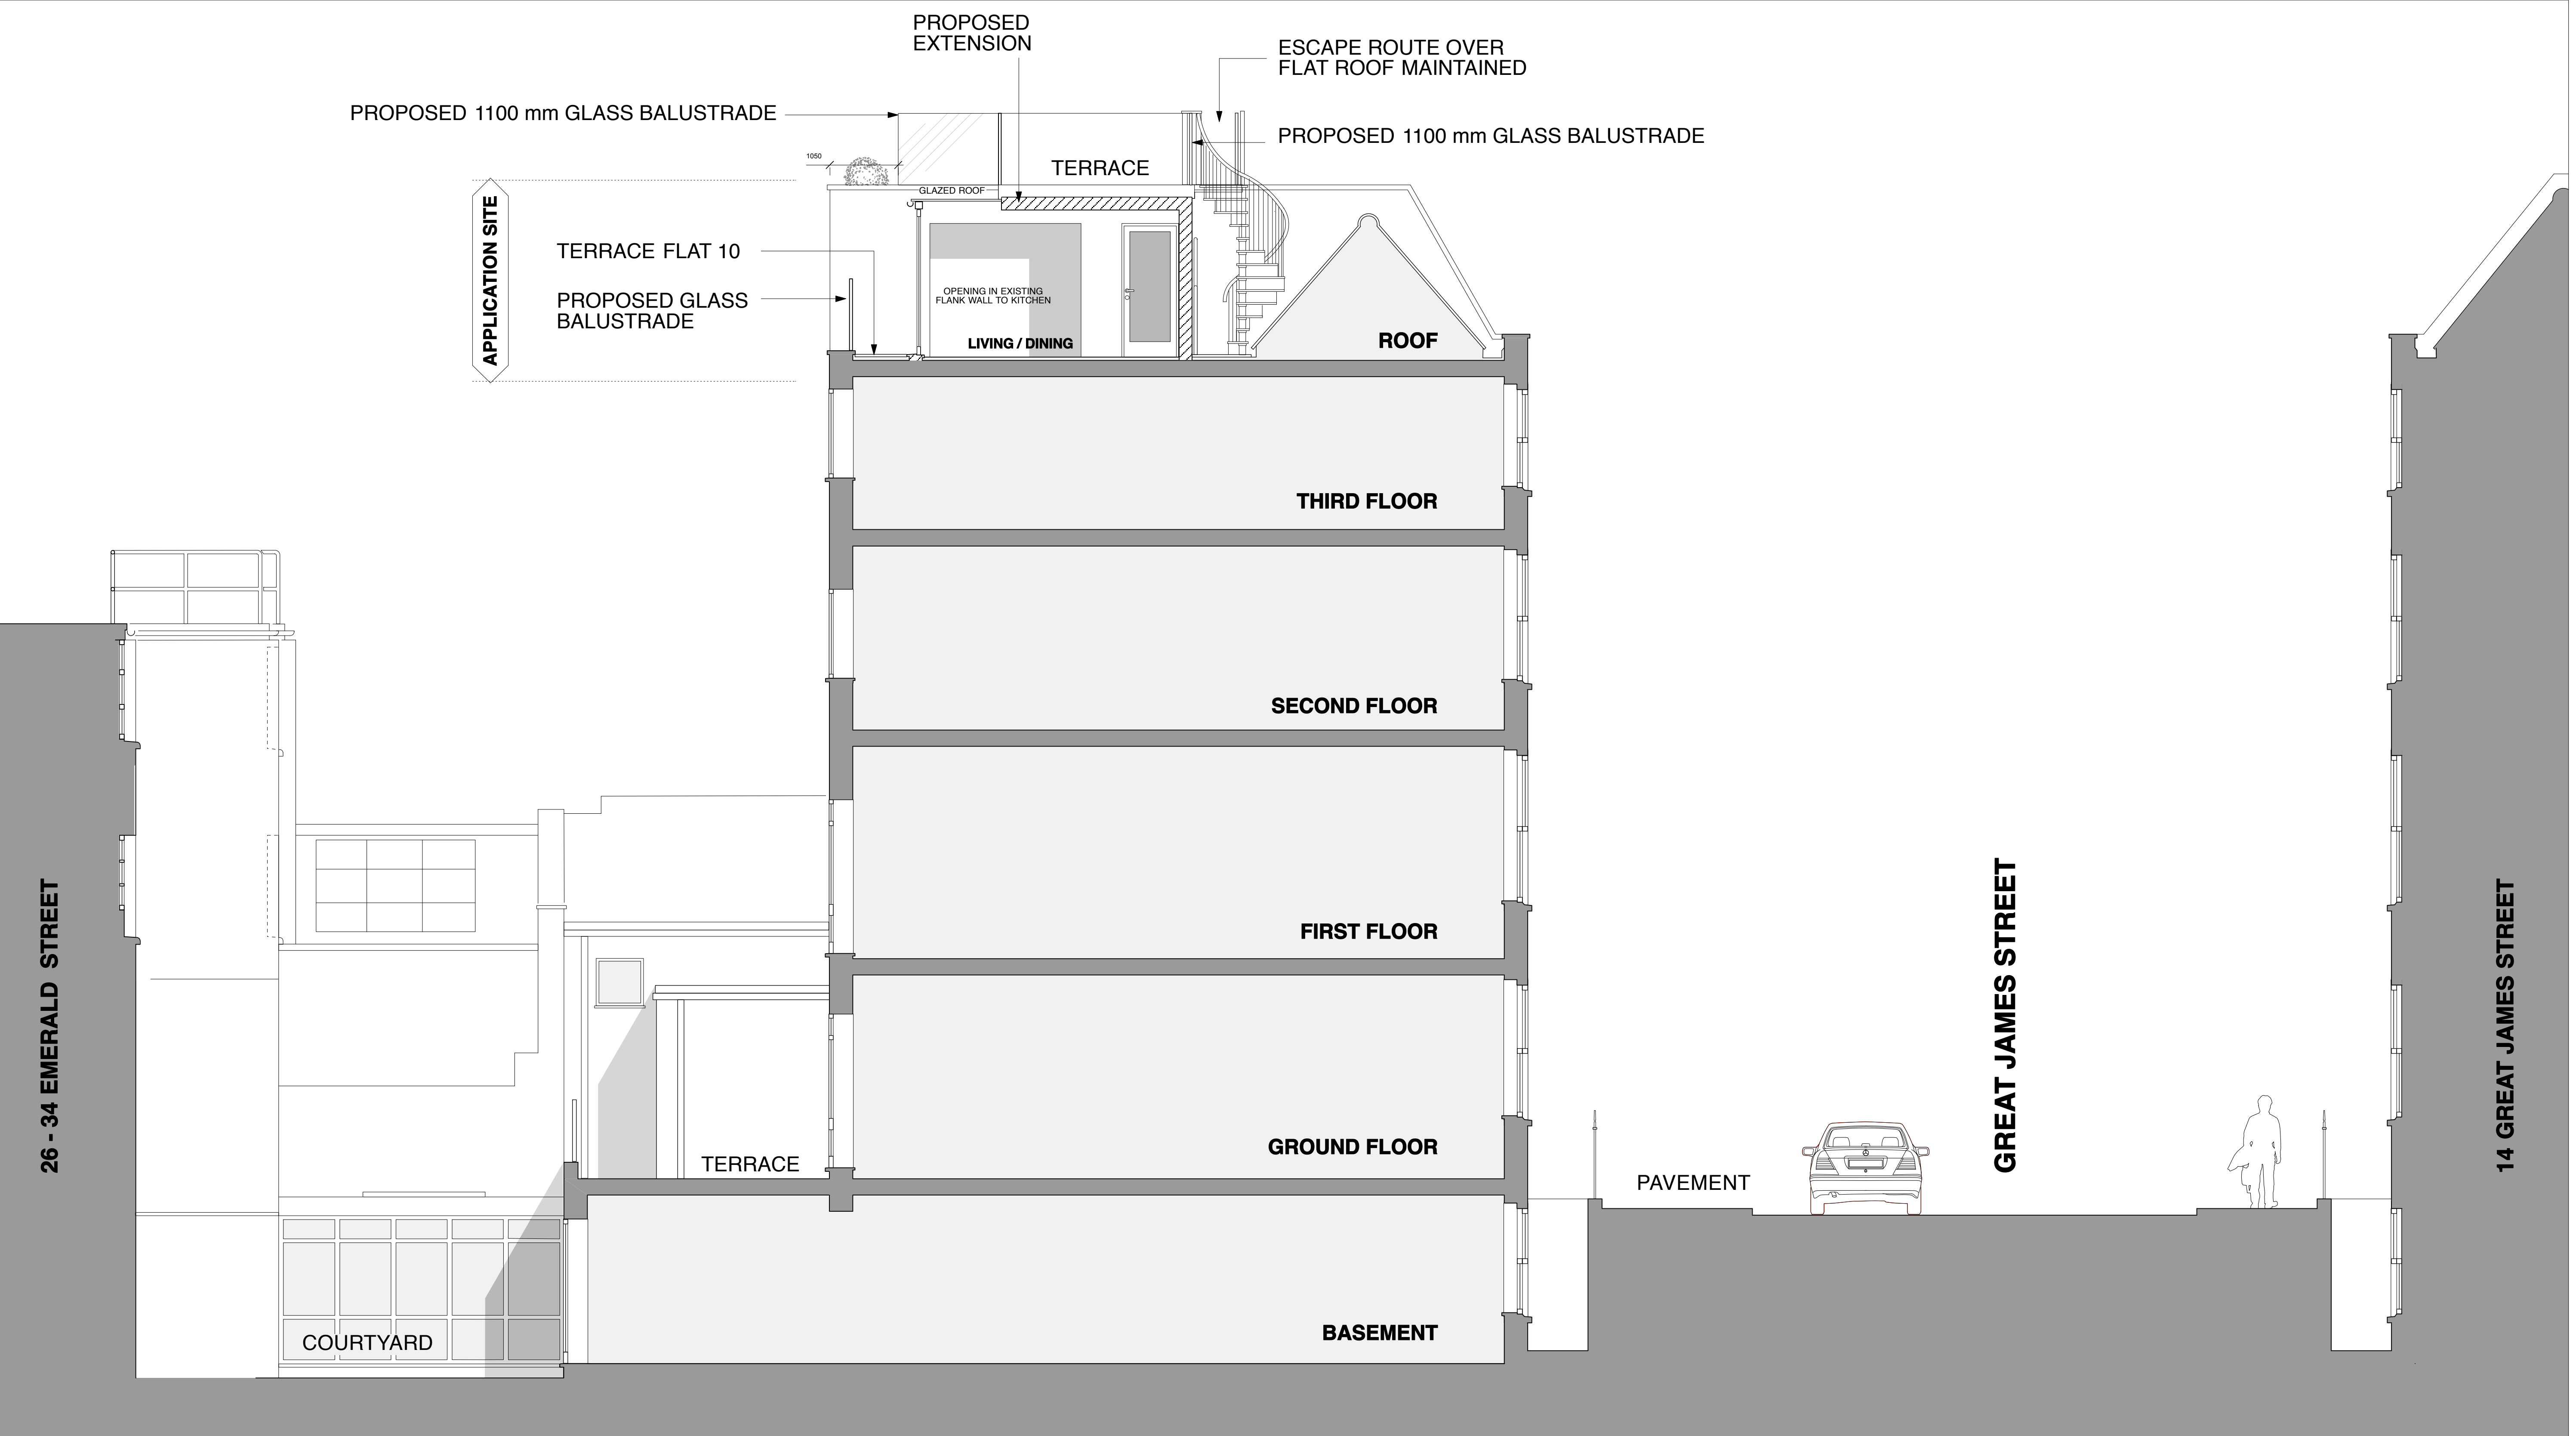 PROPOSED
EXTENSION
ESCAPE ROUTE OVER
FLAT ROOF MAINTAINED
PROPOSED 1100 mm GLASS BALUSTRADE
PROPOSED 1100 mm GLASS BALUSTRADE
1050
TERRACE
GLAZED ROOF
APPLICATION SITE
TERRACE FLAT 10
PROPOSED GLASS
BALUSTRADE
OPENING IN EXISTING
FLANK WALL TO KITCHEN
LIVING / DINING
ROOF
THIRD FLOOR
SECOND FLOOR
FIRST FLOOR
GROUND FLOOR
TERRACE
BASEMENT
COURTYARD
26 - 34 EMERALD STREET
PAVEMENT
GREAT JAMES STREET
14 GREAT JAMES STREET